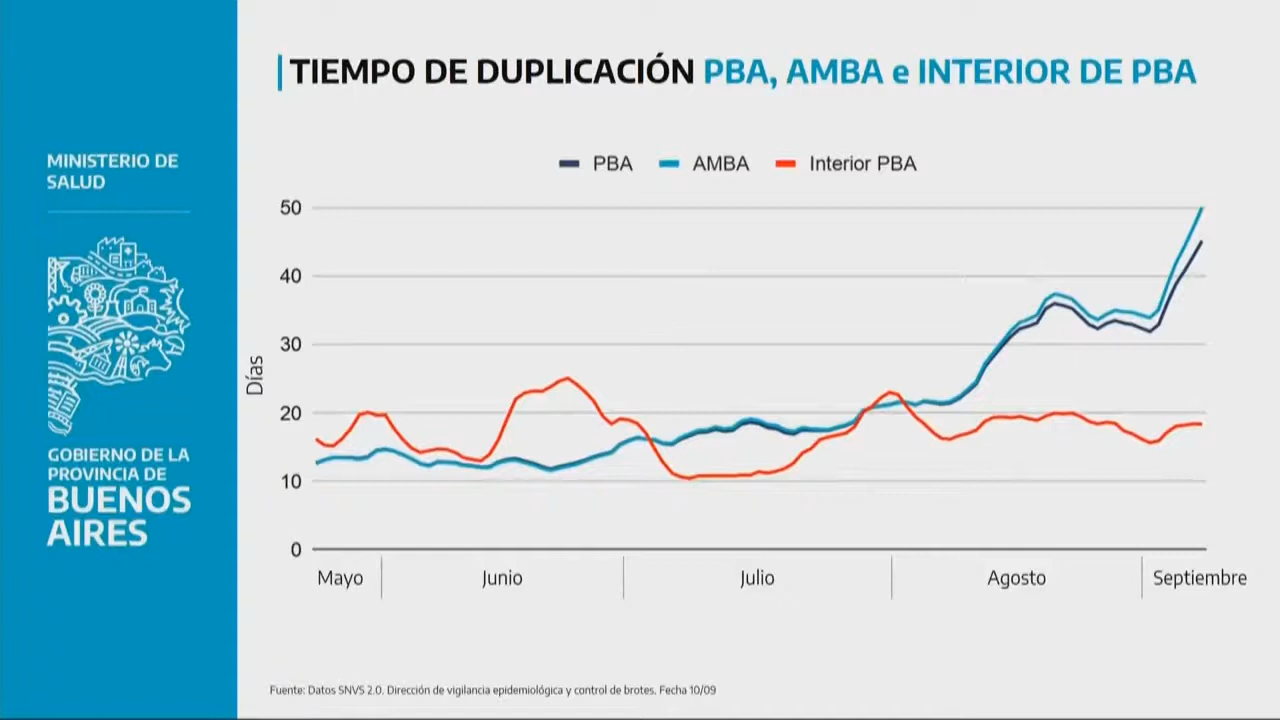 MINISTERIO DE
SALUD
GOBIERNO DE LA
PROVINCIA DE
BUENOS
AIRES
TIEMPO DE DUPLICACIÓN PBA, AMBA e INTERIOR DE PBA
PBA AMBA Interior PBA
Días
50
40
30
20
10
0
Mayo Junio Julio Agosto Septiembre
Fuente: Datos SNVS 2.0. Dirección de vigilancia epidemiológica y control de brotes. Fecha 10/09